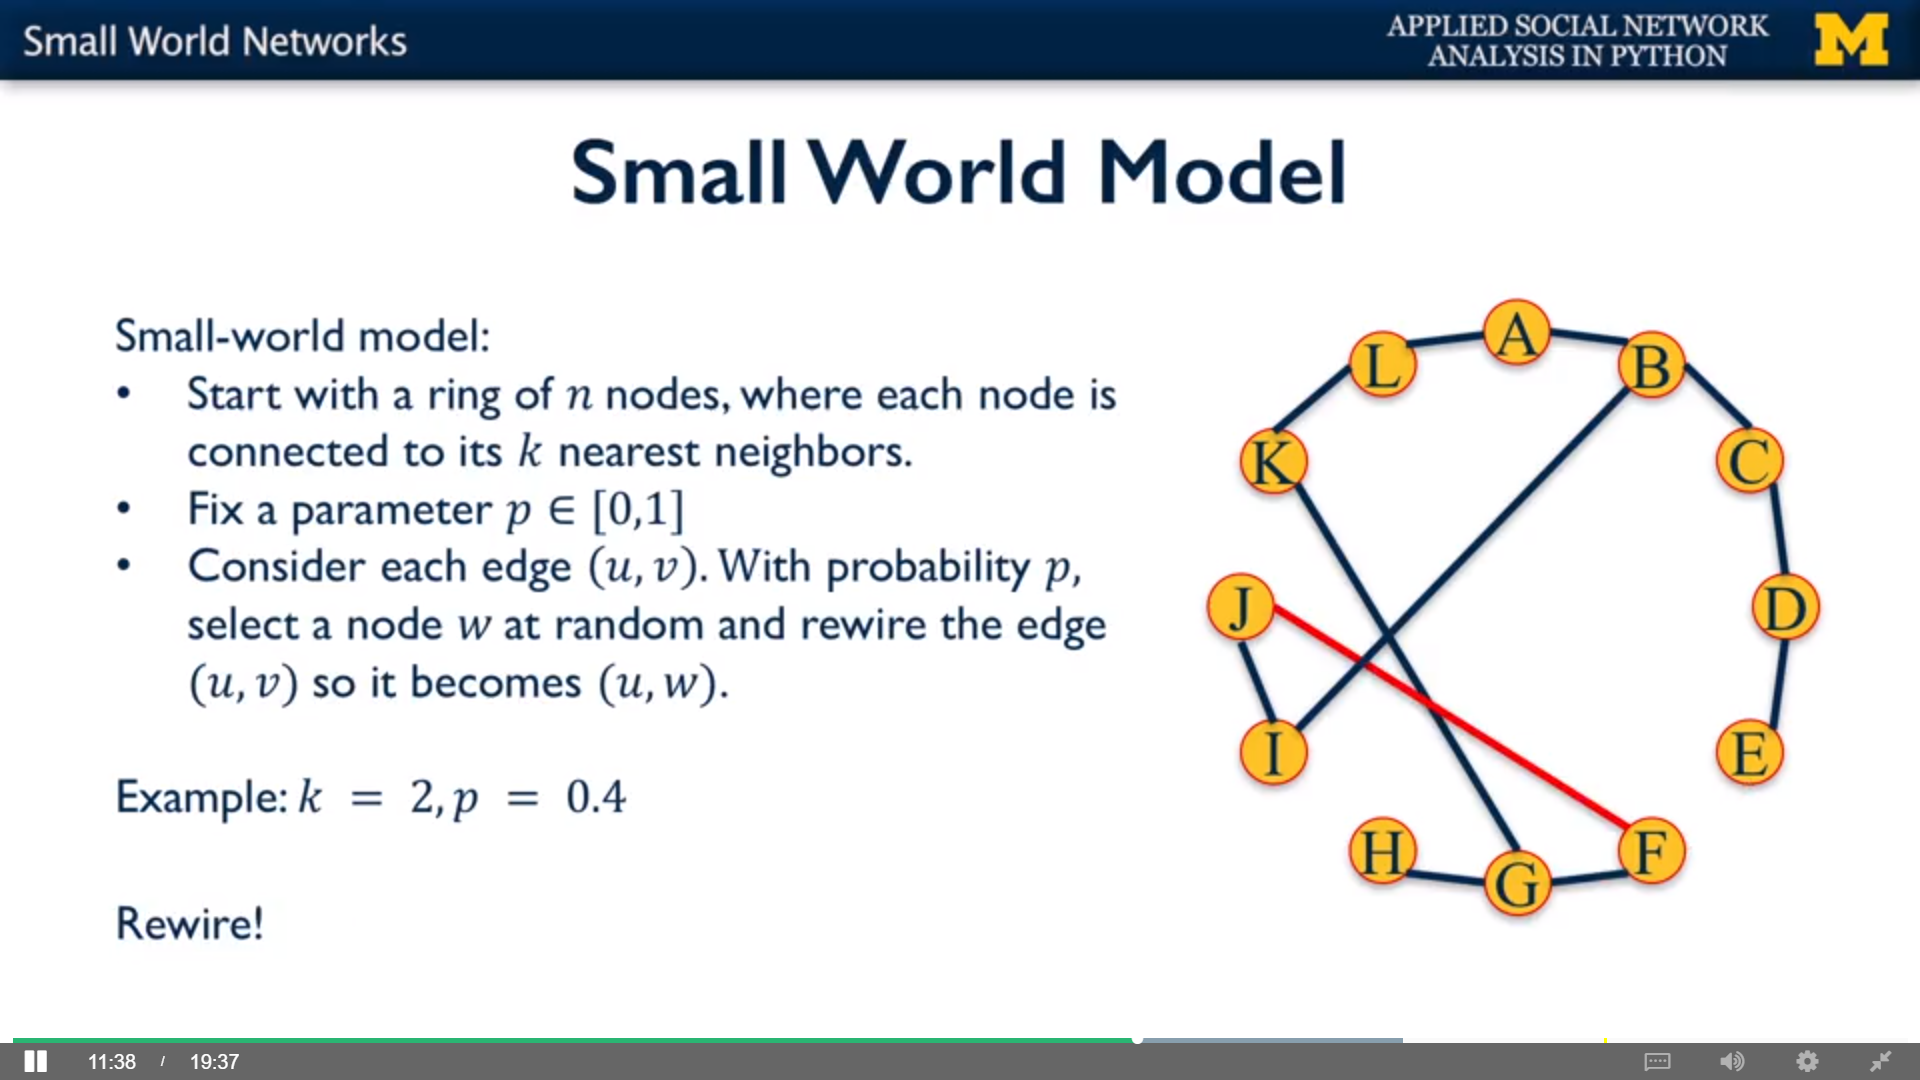 Small World Networks
APPLIED SOCIAL NETWORK
ANALYSIS IN PYTHON
M
Small World Model
Small-world model:
• Start with a ring of n nodes, where each node is
connected to its k nearest neighbors.
• Fix a parameter p ∈ [0,1]
• Consider each edge (u, v). With probability p,
select a node w at random and rewire the edge
(u, v) so it becomes (u, w).
Example: k = 2, p = 0.4
Rewire!
A
L
B
K
C
J
D
I
E
H
F
G
11:38 / 19:37